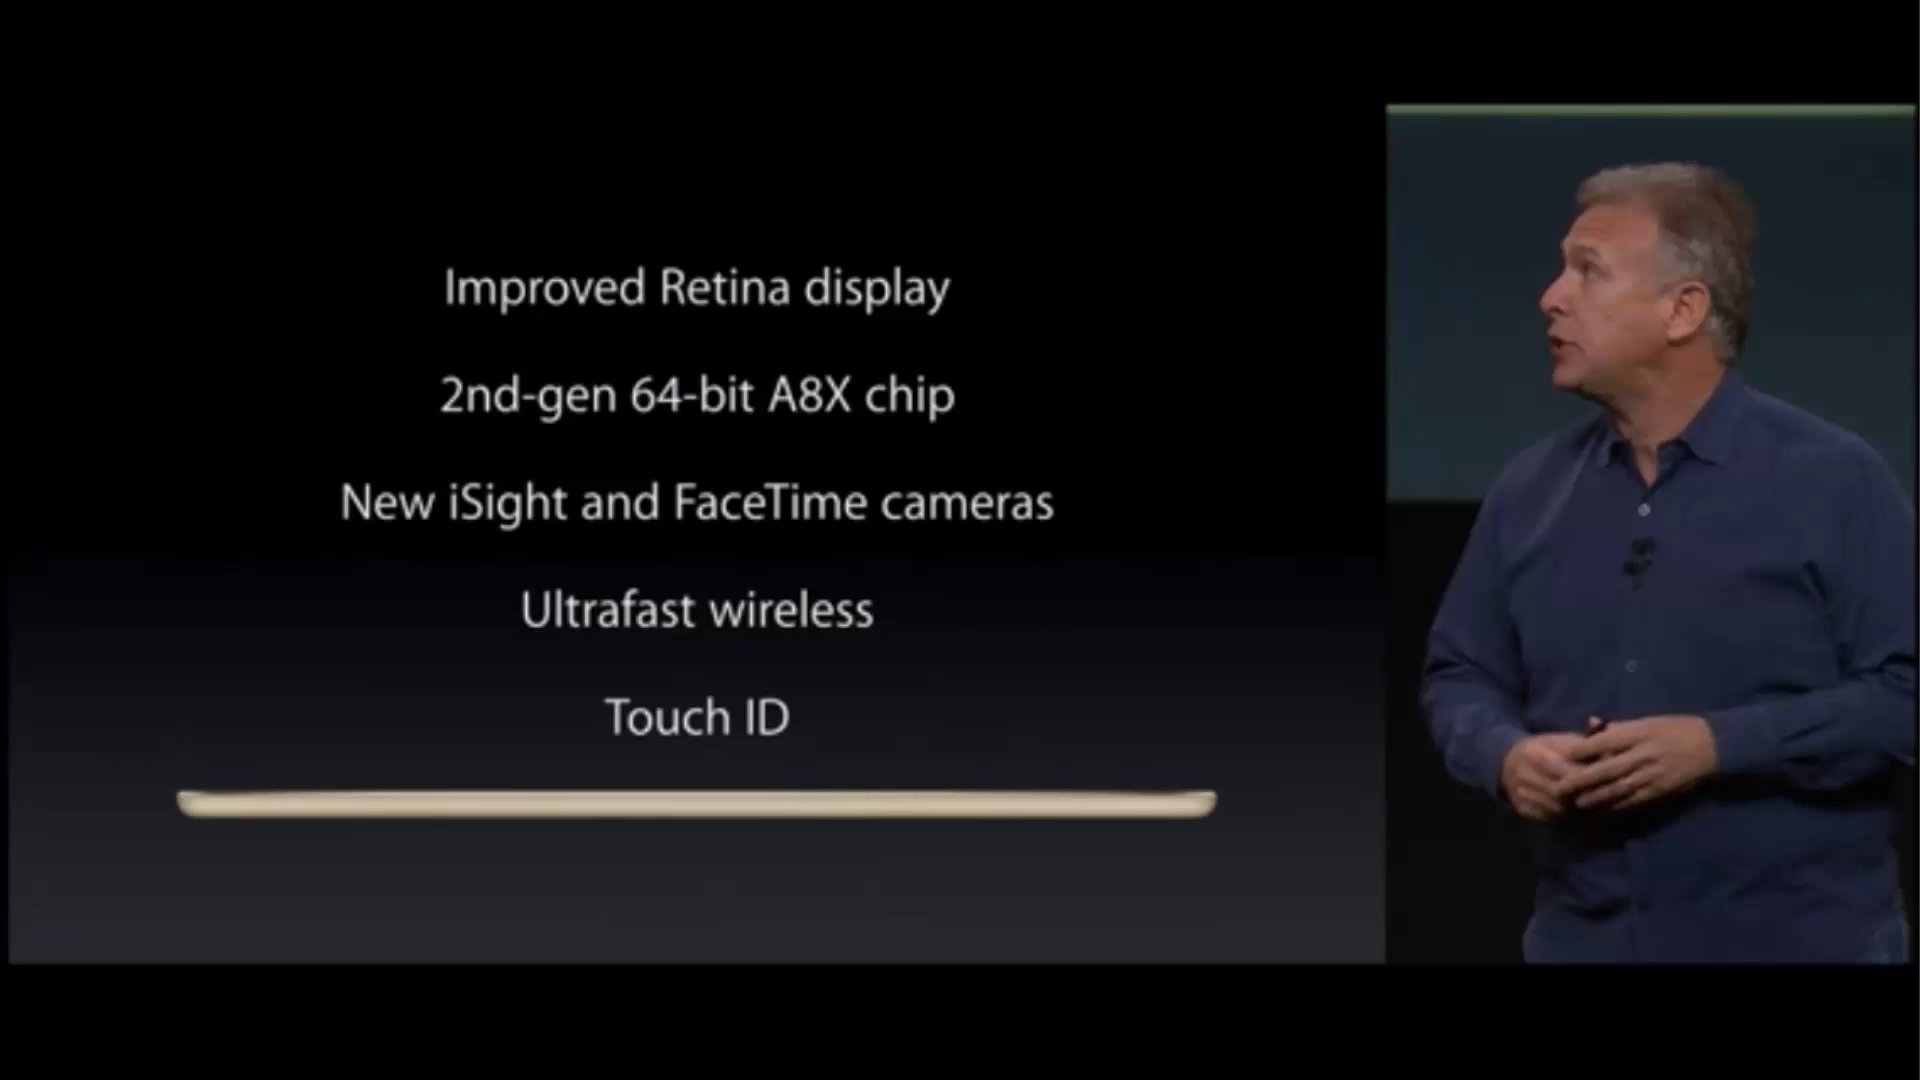 Improved Retina display
2nd-gen 64-bit A8X chip
New iSight and FaceTime cameras
Ultrafast wireless
Touch ID